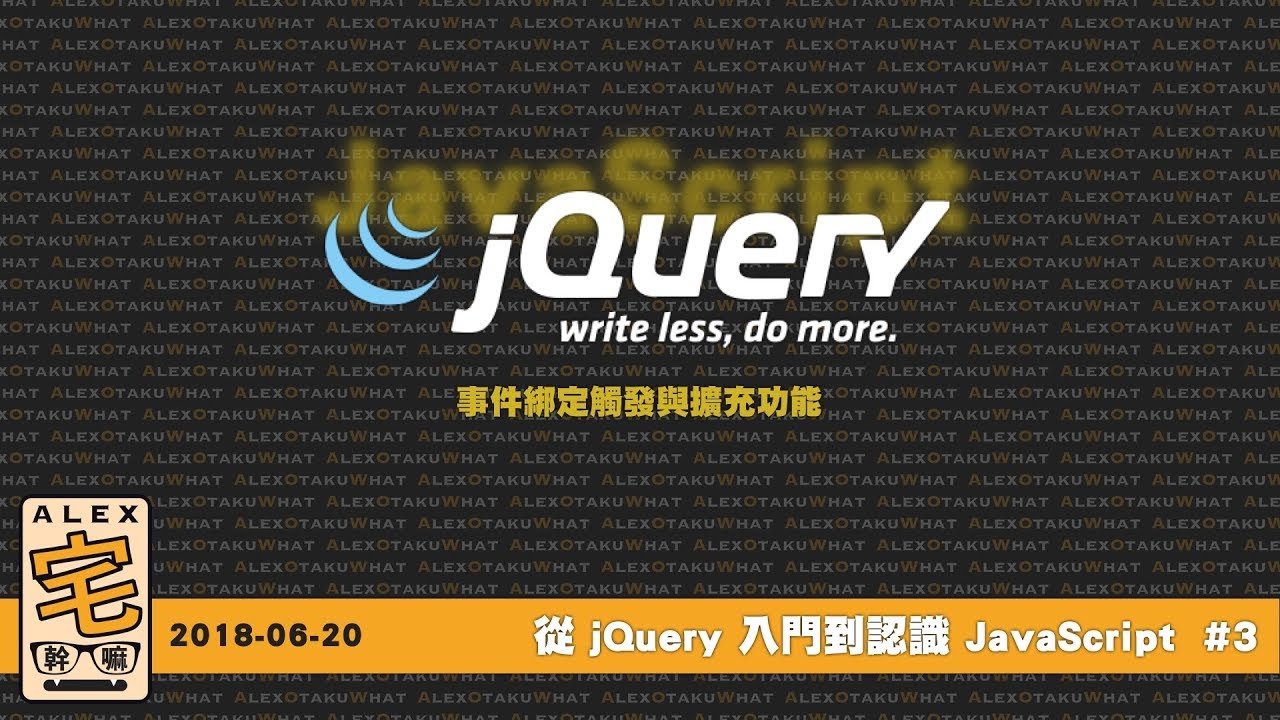 JavaScript
jQuery
write less, do more.
事件綁定觸發與擴充功能
ALEX
宅
幹 嘛
2018-06-20
從 jQuery 入門到認識 JavaScript #3